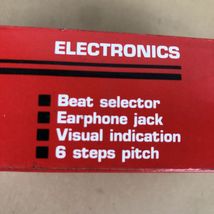 ELECTRONICS
Beat selector
Earphone jack
Visual indication
6 steps pitch